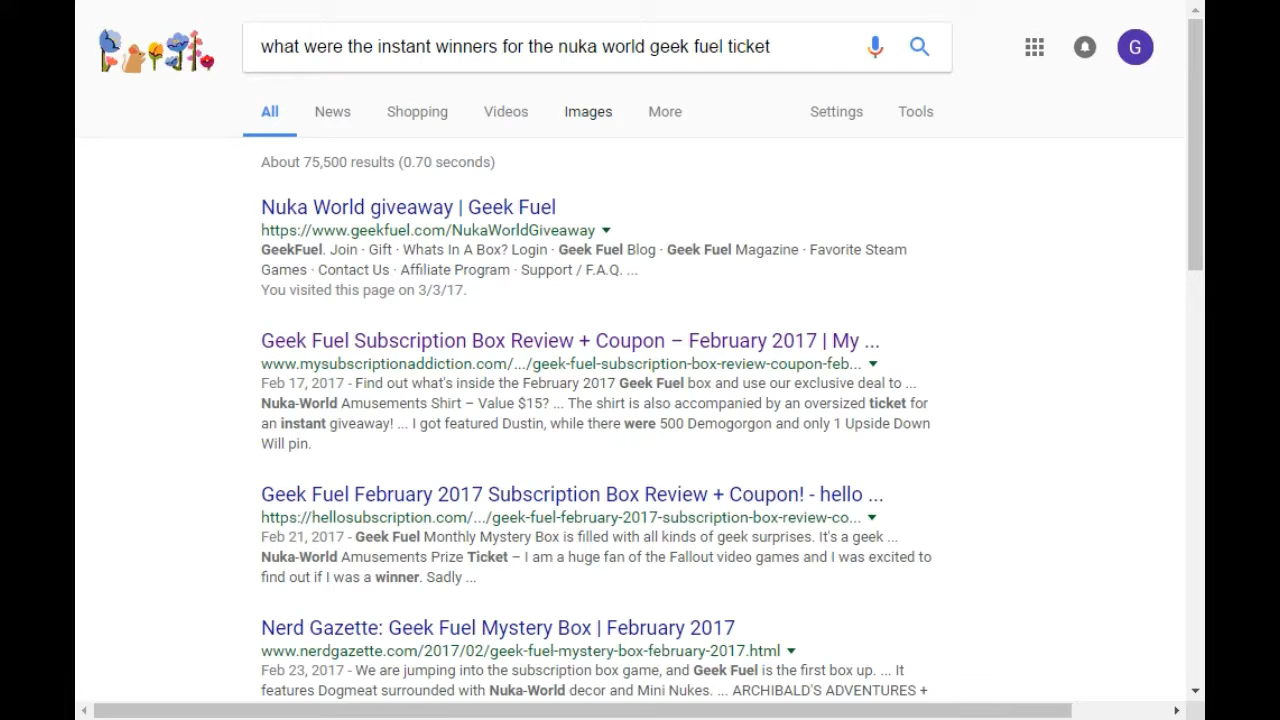 what were the instant winners for the nuka world geek fuel ticket
G
All News Shopping Videos Images More Settings Tools
About 75,500 results (0.70 seconds)
Nuka World giveaway | Geek Fuel
https://www.geekfuel.com/NukaWorldGiveaway
GeekFuel. Join · Gift · Whats In A Box? Login · Geek Fuel Blog · Geek Fuel Magazine · Favorite Steam
Games · Contact Us · Affiliate Program · Support / F.A.Q. ...
You visited this page on 3/3/17.
Geek Fuel Subscription Box Review + Coupon – February 2017 | My ...
www.mysubscriptionaddiction.com/.../geek-fuel-subscription-box-review-coupon-feb...
Feb 17, 2017 - Find out what's inside the February 2017 Geek Fuel box and use our exclusive deal to ...
Nuka-World Amusements Shirt – Value $15? ... The shirt is also accompanied by an oversized ticket for
an instant giveaway! ... I got featured Dustin, while there were 500 Demogorgon and only 1 Upside Down
Will pin.
Geek Fuel February 2017 Subscription Box Review + Coupon! - hello ...
https://hellosubscription.com/.../geek-fuel-february-2017-subscription-box-review-co...
Feb 21, 2017 - Geek Fuel Monthly Mystery Box is filled with all kinds of geek surprises. It's a geek ...
Nuka-World Amusements Prize Ticket – I am a huge fan of the Fallout video games and I was excited to
find out if I was a winner. Sadly ...
Nerd Gazette: Geek Fuel Mystery Box | February 2017
www.nerdgazette.com/2017/02/geek-fuel-mystery-box-february-2017.html
Feb 23, 2017 - We are jumping into the subscription box game, and Geek Fuel is the first box up. ... It
features Dogmeat surrounded with Nuka-World decor and Mini Nukes. ... ARCHIBALD'S ADVENTURES +